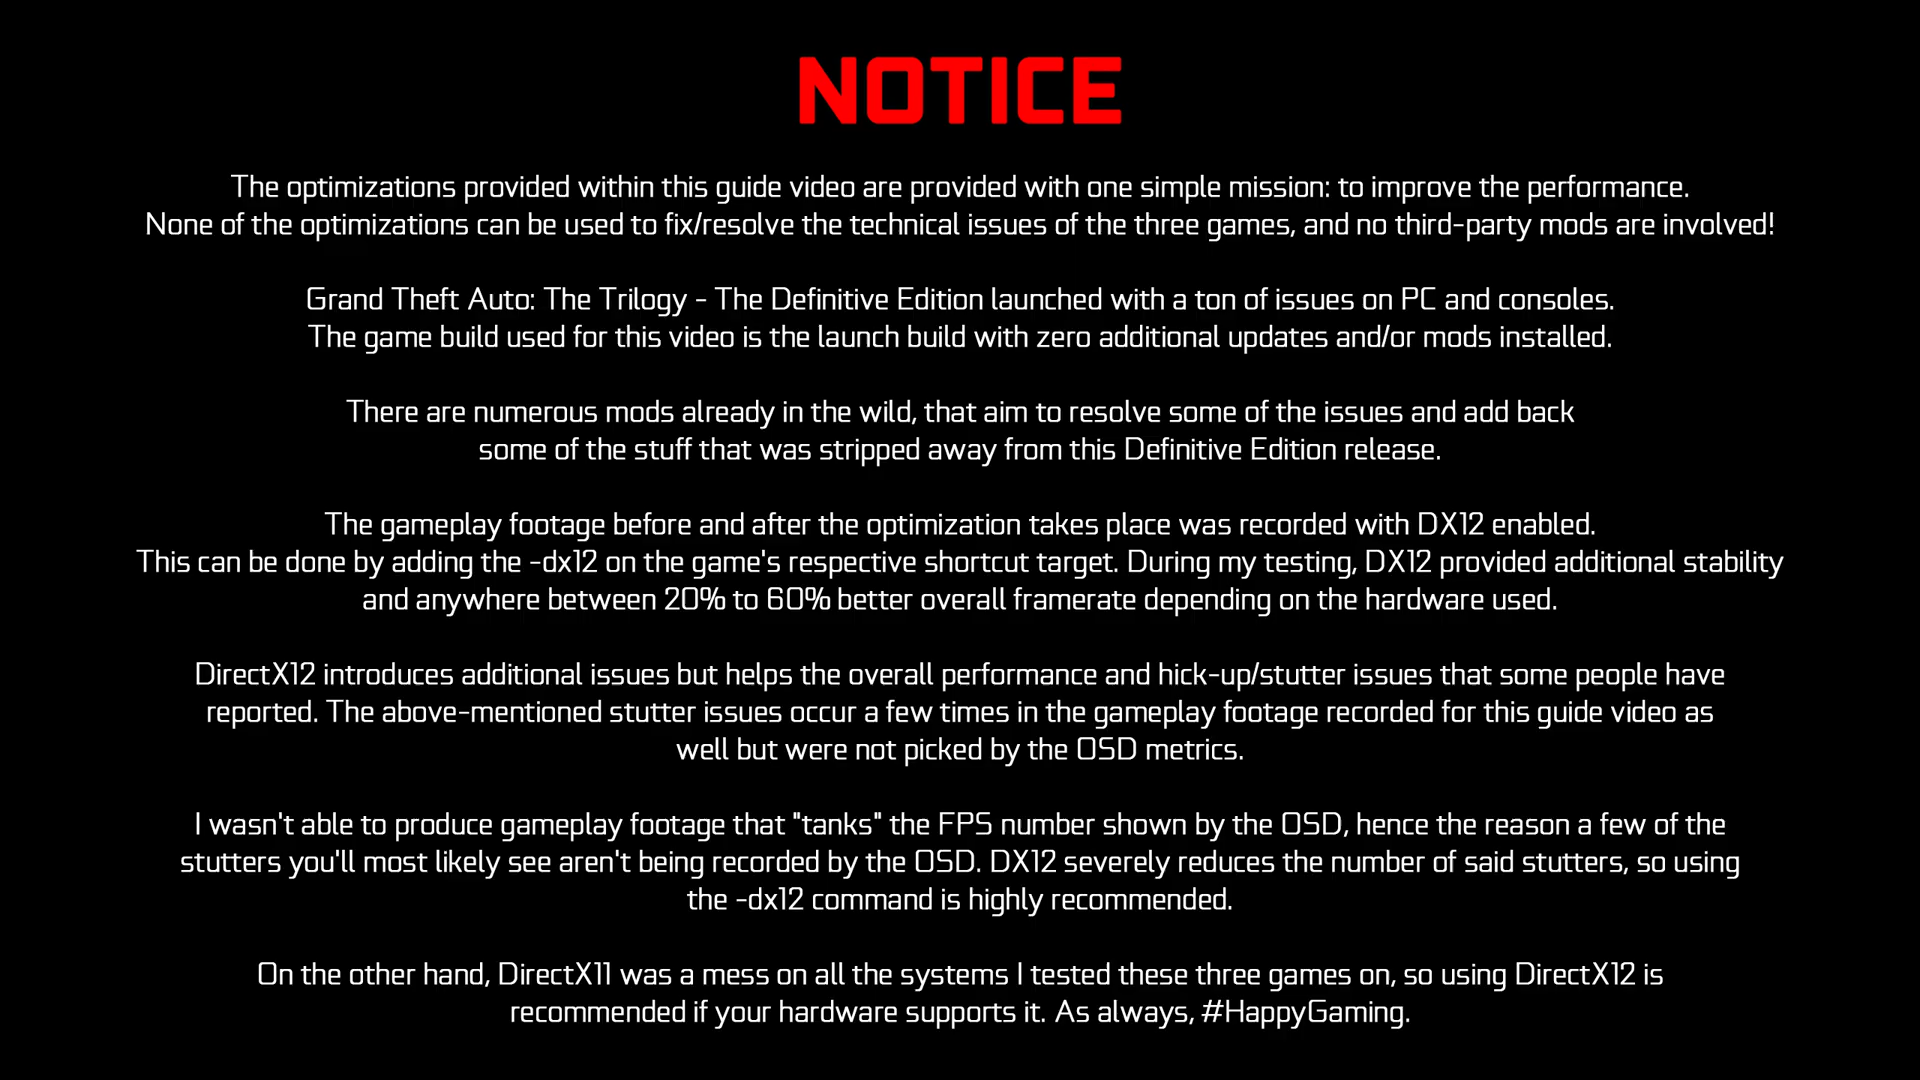 NOTICE
The optimizations provided within this guide video are provided with one simple mission: to improve the performance.
None of the optimizations can be used to fix/resolve the technical issues of the three games, and no third-party mods are involved!
Grand Theft Auto: The Trilogy - The Definitive Edition launched with a ton of issues on PC and consoles.
The game build used for this video is the launch build with zero additional updates and/or mods installed.
There are numerous mods already in the wild, that aim to resolve some of the issues and add back
some of the stuff that was stripped away from this Definitive Edition release.
The gameplay footage before and after the optimization takes place was recorded with DX12 enabled.
This can be done by adding the -dx12 on the game's respective shortcut target. During my testing, DX12 provided additional stability
and anywhere between 20% to 60% better overall framerate depending on the hardware used.
DirectX12 introduces additional issues but helps the overall performance and hick-up/stutter issues that some people have
reported. The above-mentioned stutter issues occur a few times in the gameplay footage recorded for this guide video as
well but were not picked by the OSD metrics.
I wasn't able to produce gameplay footage that "tanks" the FPS number shown by the OSD, hence the reason a few of the
stutters you'll most likely see aren't being recorded by the OSD. DX12 severely reduces the number of said stutters, so using
the -dx12 command is highly recommended.
On the other hand, DirectX11 was a mess on all the systems I tested these three games on, so using DirectX12 is
recommended if your hardware supports it. As always, #HappyGaming.